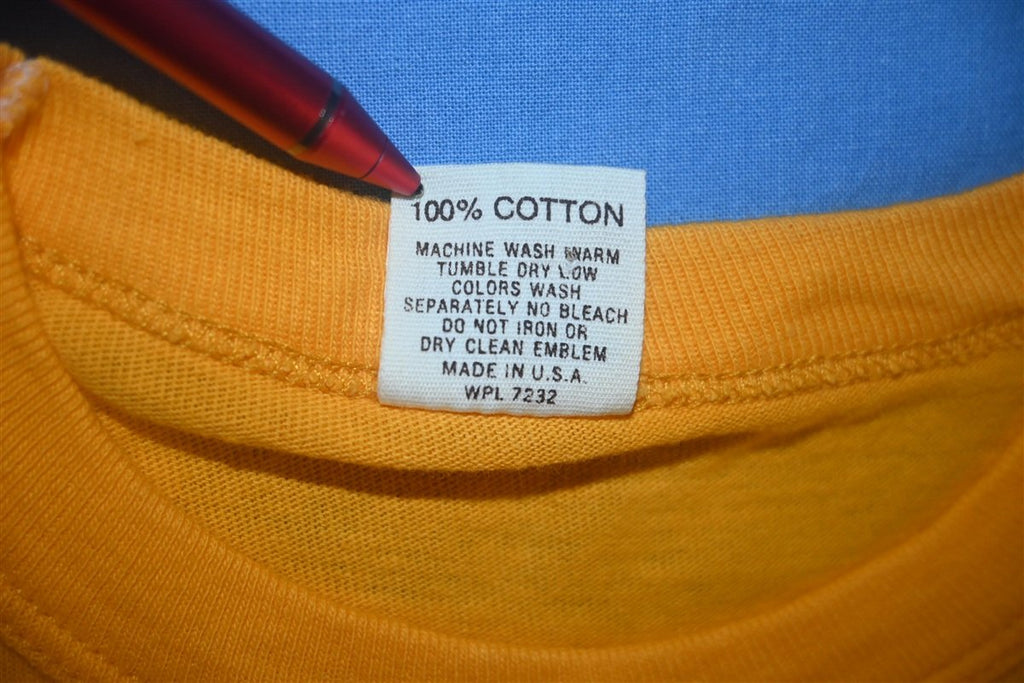 100% COTTON
MACHINE WASH WARM
TUMBLE DRY LOW
COLORS WASH
SEPARATELY NO BLEACH
DO NOT IRON OR
DRY CLEAN EMBLEM
MADE IN U.S.A.
WPL 7232